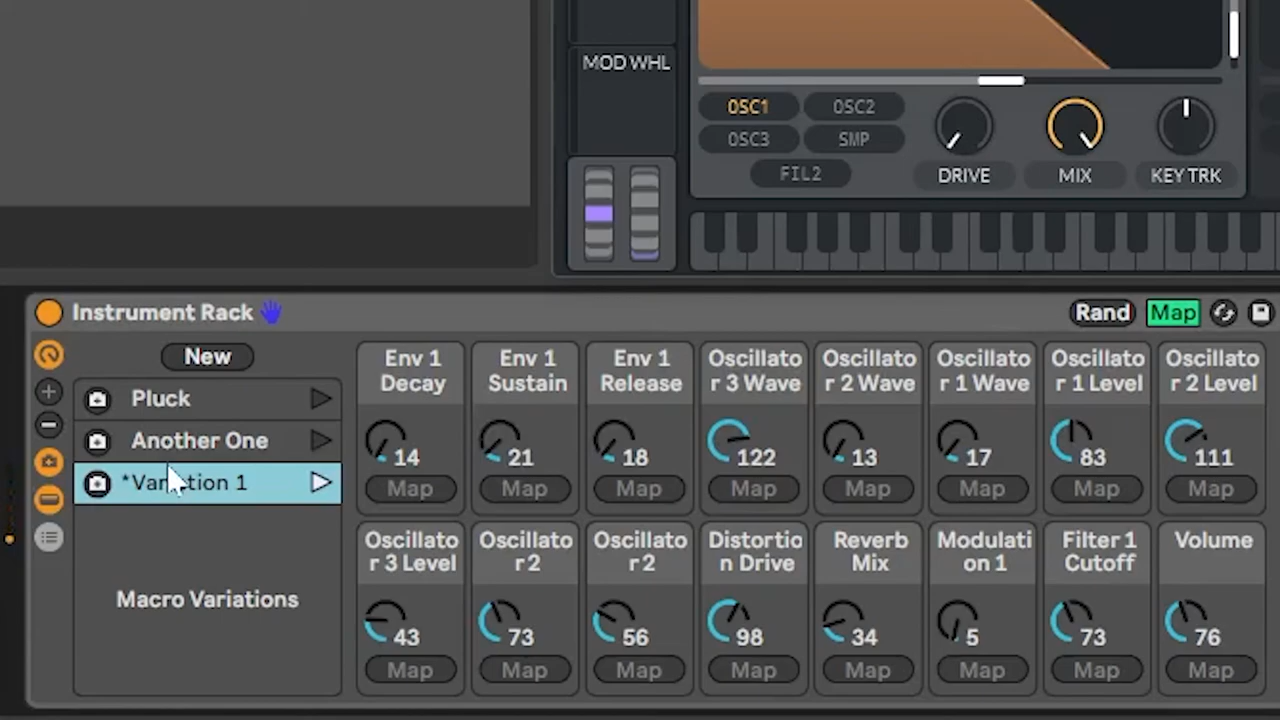 MOD WHL
OSC1 OSC2
OSC3 SMP
FIL2
DRIVE MIX KEY TRK
Instrument Rack
Rand Map
New
Pluck
Another One
Macro Variations
Env 1
Decay
14
Map
Env 1
Sustain
21
Map
Env 1
Release
18
Map
Oscillato
r 3 Wave
122
Map
Oscillato
r 2 Wave
13
Map
Oscillato
r 1 Wave
17
Map
Oscillato
r 1 Level
83
Map
Oscillato
r 2 Level
111
Map
Oscillato
r 3 Level
43
Map
Oscillato
r 2
73
Map
Oscillato
r 2
56
Map
Distortio
n Drive
98
Map
Reverb
Mix
34
Map
Modulati
on 1
5
Map
Filter 1
Cutoff
73
Map
Volume
76
Map